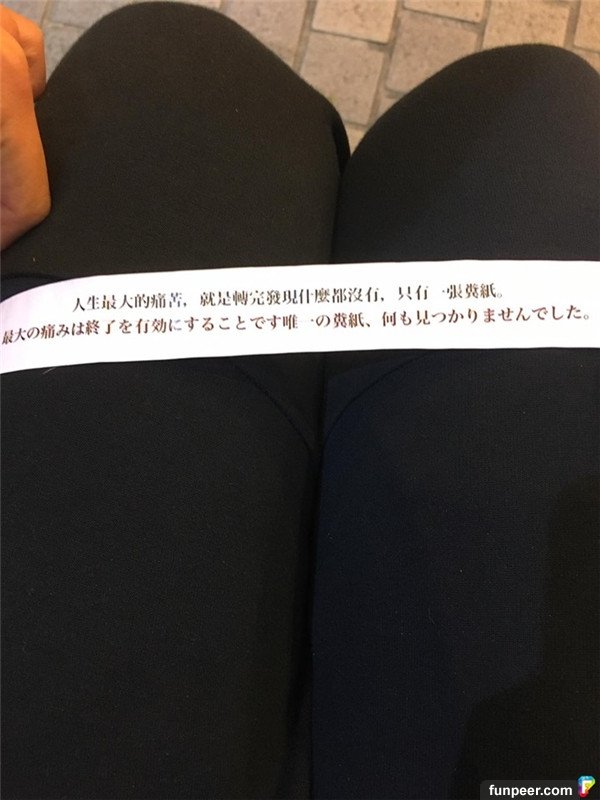 人生最大的痛苦，就是轉完發現什麼都沒有，只有一張糞紙。
最大の痛みは終了を有効にすることです唯一の糞紙、何も見つかりませんでした。
funpeer.com